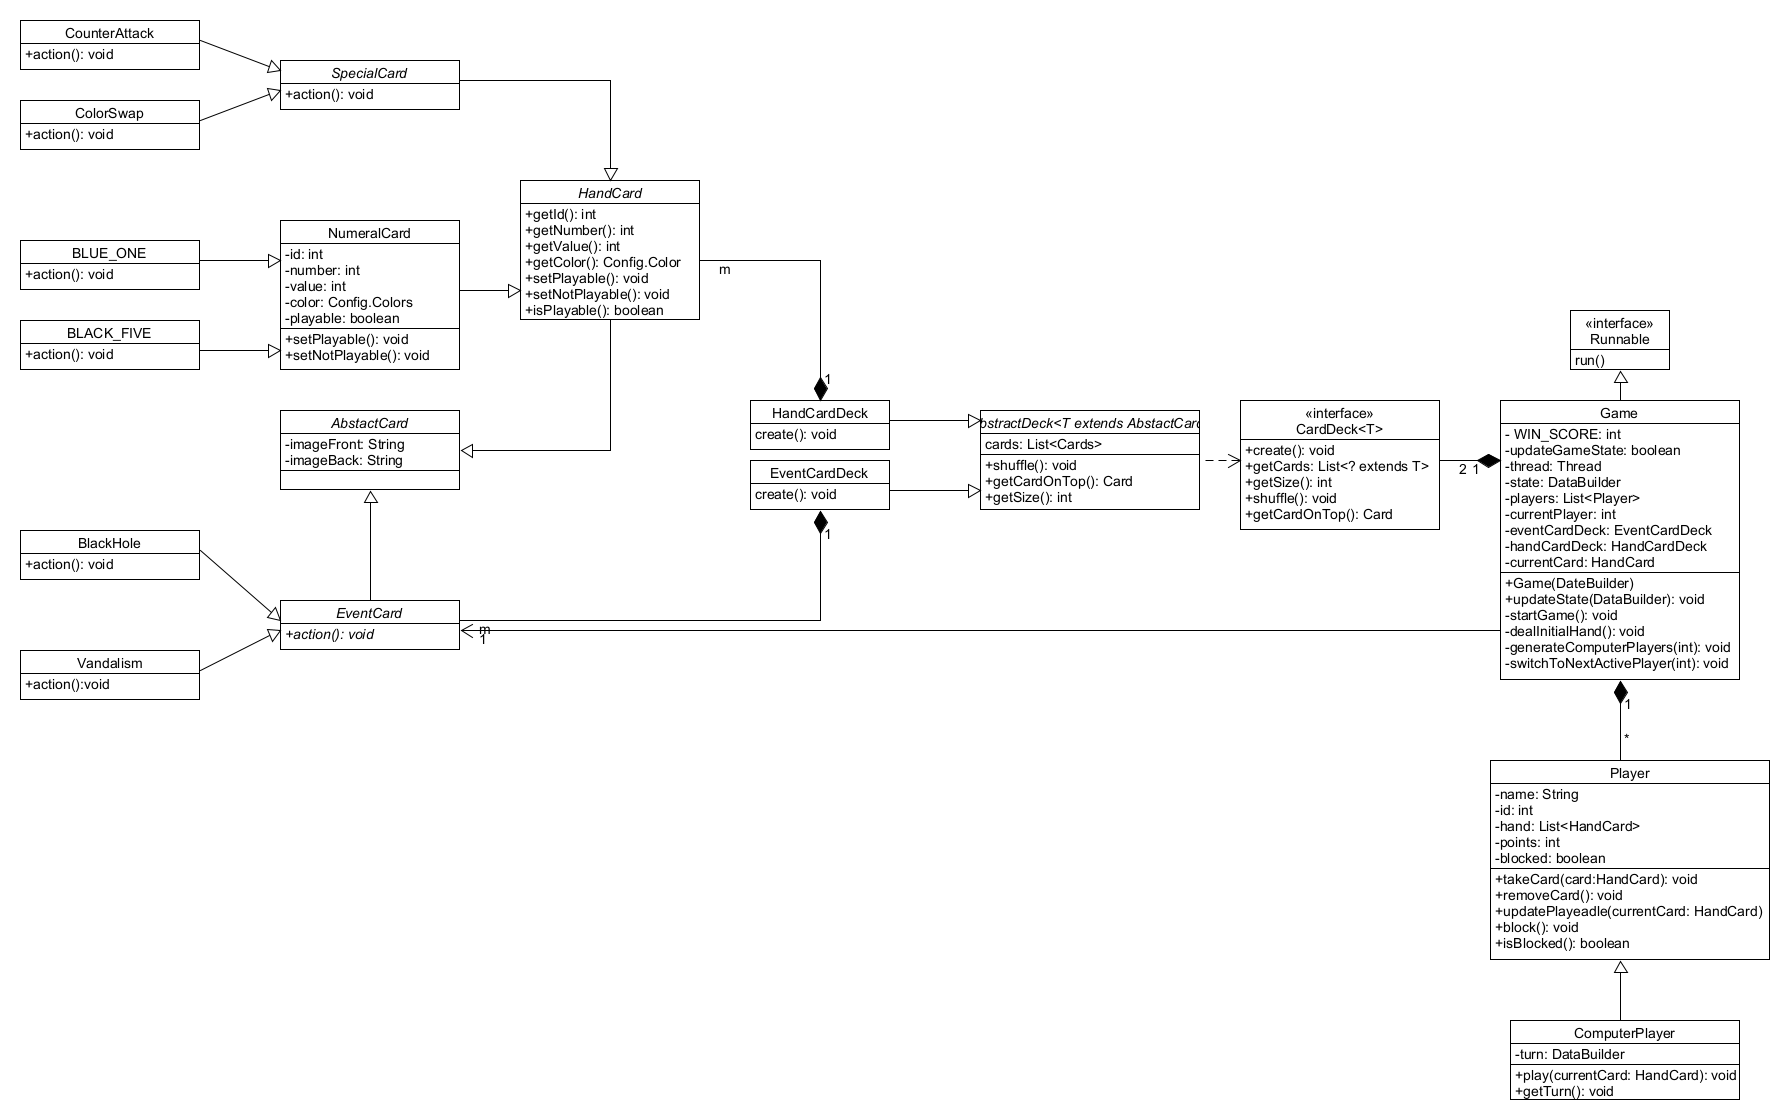 CounterAttack
+action(): void
SpecialCard
+action(): void
ColorSwap
+action(): void
HandCard
+getId(): int
+getNumber(): int
+getValue(): int
+getColor(): Config.Color
+setPlayable(): void
+setNotPlayable(): void
+isPlayable(): boolean
m
1
BLUE_ONE
+action(): void
NumeralCard
-id: int
-number: int
-value: int
-color: Config.Colors
-playable: boolean
+setPlayable(): void
+setNotPlayable(): void
BLACK_FIVE
+action(): void
AbstactCard
-imageFront: String
-imageBack: String
HandCardDeck
create(): void
EventCardDeck
create(): void
1
bstractDeck<T extends AbstactCard
cards: List<Cards>
+shuffle(): void
+getCardOnTop(): Card
+getSize(): int
«interface»
CardDeck<T>
+create(): void
+getCards: List<? extends T>
+getSize(): int
+shuffle(): void
+getCardOnTop(): Card
2 1
«interface»
Runnable
run()
Game
- WIN_SCORE: int
-updateGameState: boolean
-thread: Thread
-state: DataBuilder
-players: List<Player>
-currentPlayer: int
-eventCardDeck: EventCardDeck
-handCardDeck: HandCardDeck
-currentCard: HandCard
+Game(DateBuilder)
+updateState(DataBuilder): void
-startGame(): void
-dealInitialHand(): void
-generateComputerPlayers(int): void
-switchToNextActivePlayer(int): void
BlackHole
+action(): void
EventCard
+action(): void
m
1
Vandalism
+action():void
1
*
Player
-name: String
-id: int
-hand: List<HandCard>
-points: int
-blocked: boolean
+takeCard(card:HandCard): void
+removeCard(): void
+updatePlayeadle(currentCard: HandCard)
+block(): void
+isBlocked(): boolean
ComputerPlayer
-turn: DataBuilder
+play(currentCard: HandCard): void
+getTurn(): void